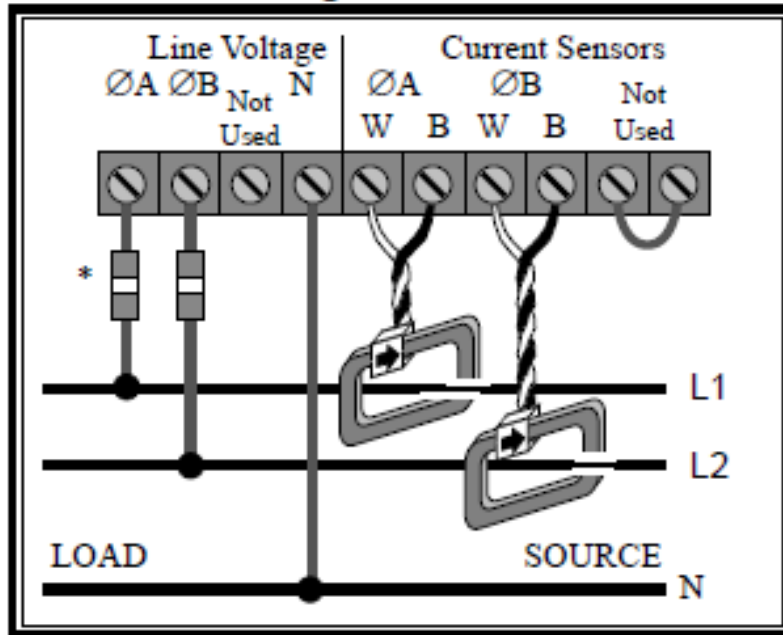 Line Voltage Current Sensors
ØA ØB Not Used N ØA ØB Not Used
W B W B
*
L1
L2
LOAD SOURCE
N